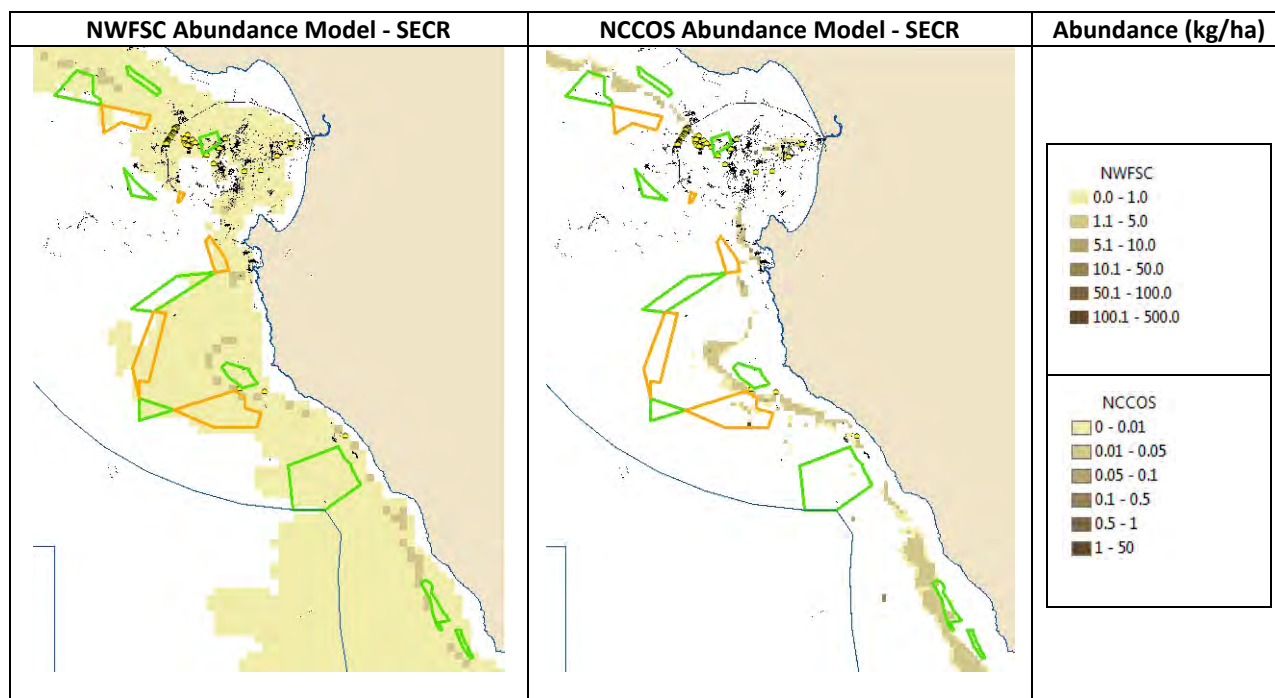 NWFSC Abundance Model - SECR
NCCOS Abundance Model - SECR
Abundance (kg/ha)
NWFSC
0.0 - 1.0
1.1 - 5.0
5.1 - 10.0
10.1 - 50.0
50.1 - 100.0
100.1 - 500.0
NCCOS
0 - 0.01
0.01 - 0.05
0.05 - 0.1
0.1 - 0.5
0.5 - 1
1 - 50